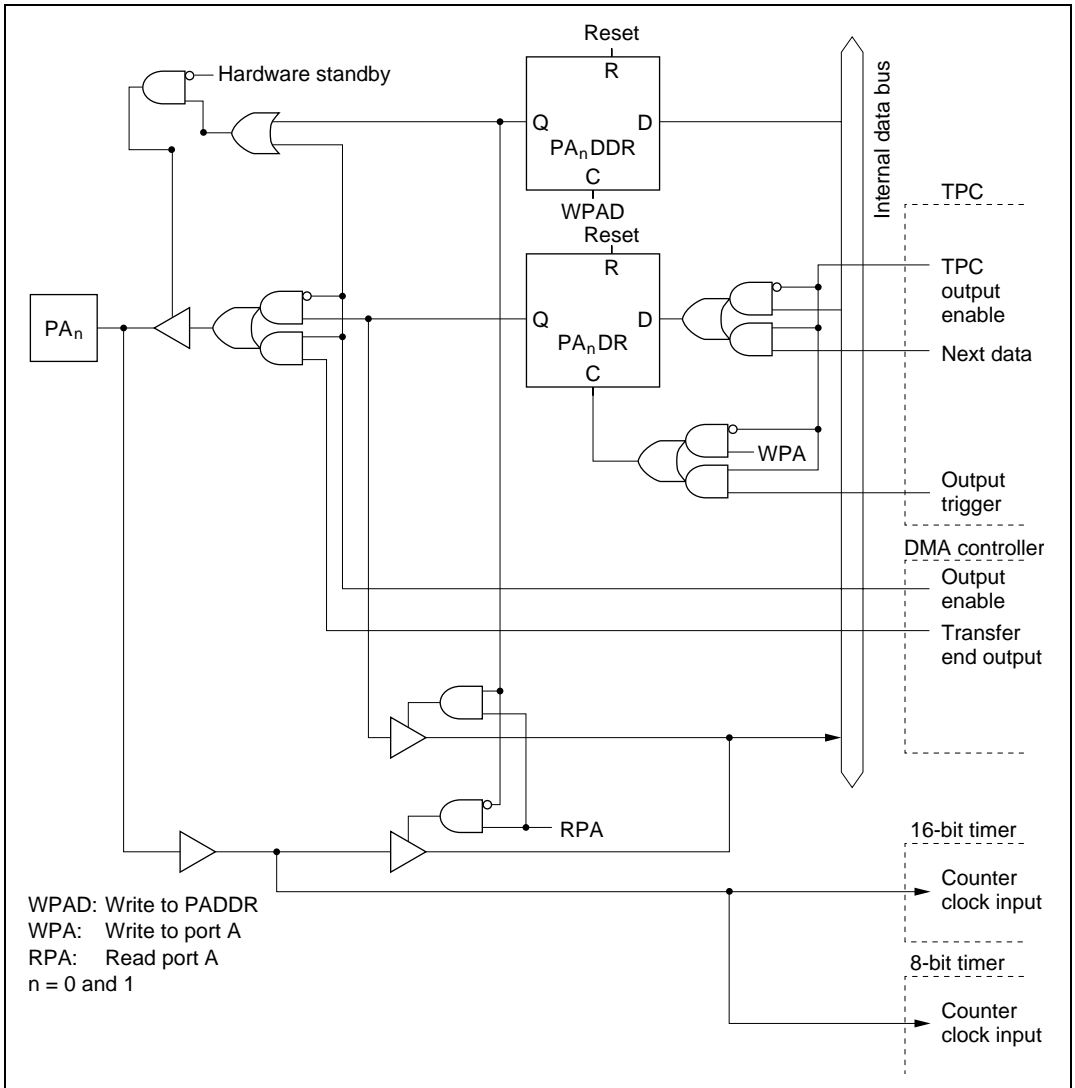 Reset
R
Hardware standby
Q
D
PAnDDR
C
WPAD
Internal data bus
TPC
Reset
R
TPC
output
enable
PAn
Q
D
PAnDR
C
Next data
WPA
Output
trigger
DMA controller
Output
enable
Transfer
end output
RPA
16-bit timer
Counter
clock input
WPAD: Write to PADDR
WPA: Write to port A
RPA: Read port A
n = 0 and 1
8-bit timer
Counter
clock input